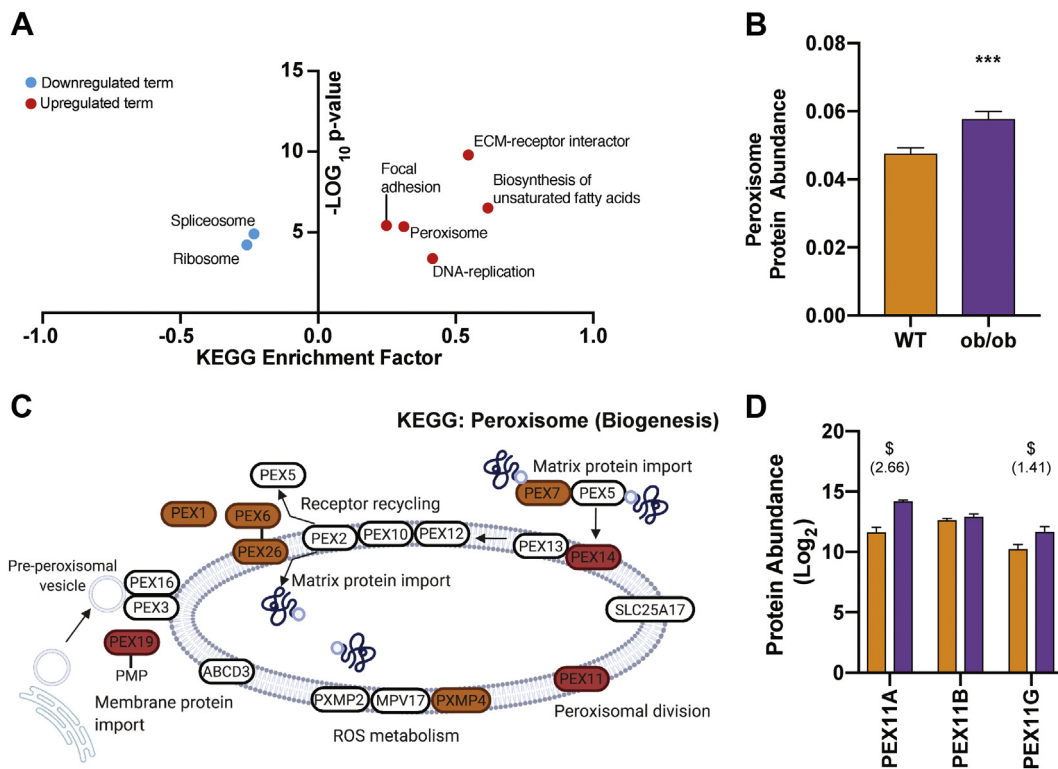 A
Downregulated term
Upregulated term
15
10
5
-LOG10 p-value
ECM-receptor interactor
Focal
adhesion
Biosynthesis of
unsaturated fatty acids
Spliceosome
Peroxisome
Ribosome
DNA-replication
-1.0
-0.5
0.0
0.5
1.0
KEGG Enrichment Factor
B
Peroxisome
Protein Abundance
0.08
0.06
0.04
0.02
0.00
***
WT
ob/ob
C
KEGG: Peroxisome (Biogenesis)
PEX5
Matrix protein import
PEX7
PEX5
PEX1
PEX6
Receptor recycling
PEX26
PEX2
PEX10
PEX12
PEX13
PEX14
Pre-peroxisomal
vesicle
PEX16
PEX3
Matrix protein import
SLC25A17
PEX19
PMP
ABCD3
PEX11
Membrane protein
import
PXMP2
MPV17
PXMP4
Peroxisomal division
ROS metabolism
D
Protein Abundance
(Log2)
20
15
10
5
0
$
(2.66)
$
(1.41)
PEX11A
PEX11B
PEX11G